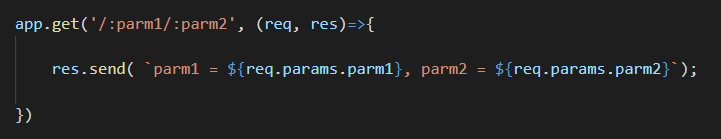 app.get('/:parm1/:parm2', (req, res)=>{
res.send( `parm1 = ${req.params.parm1}, parm2 = ${req.params.parm2}`);
})